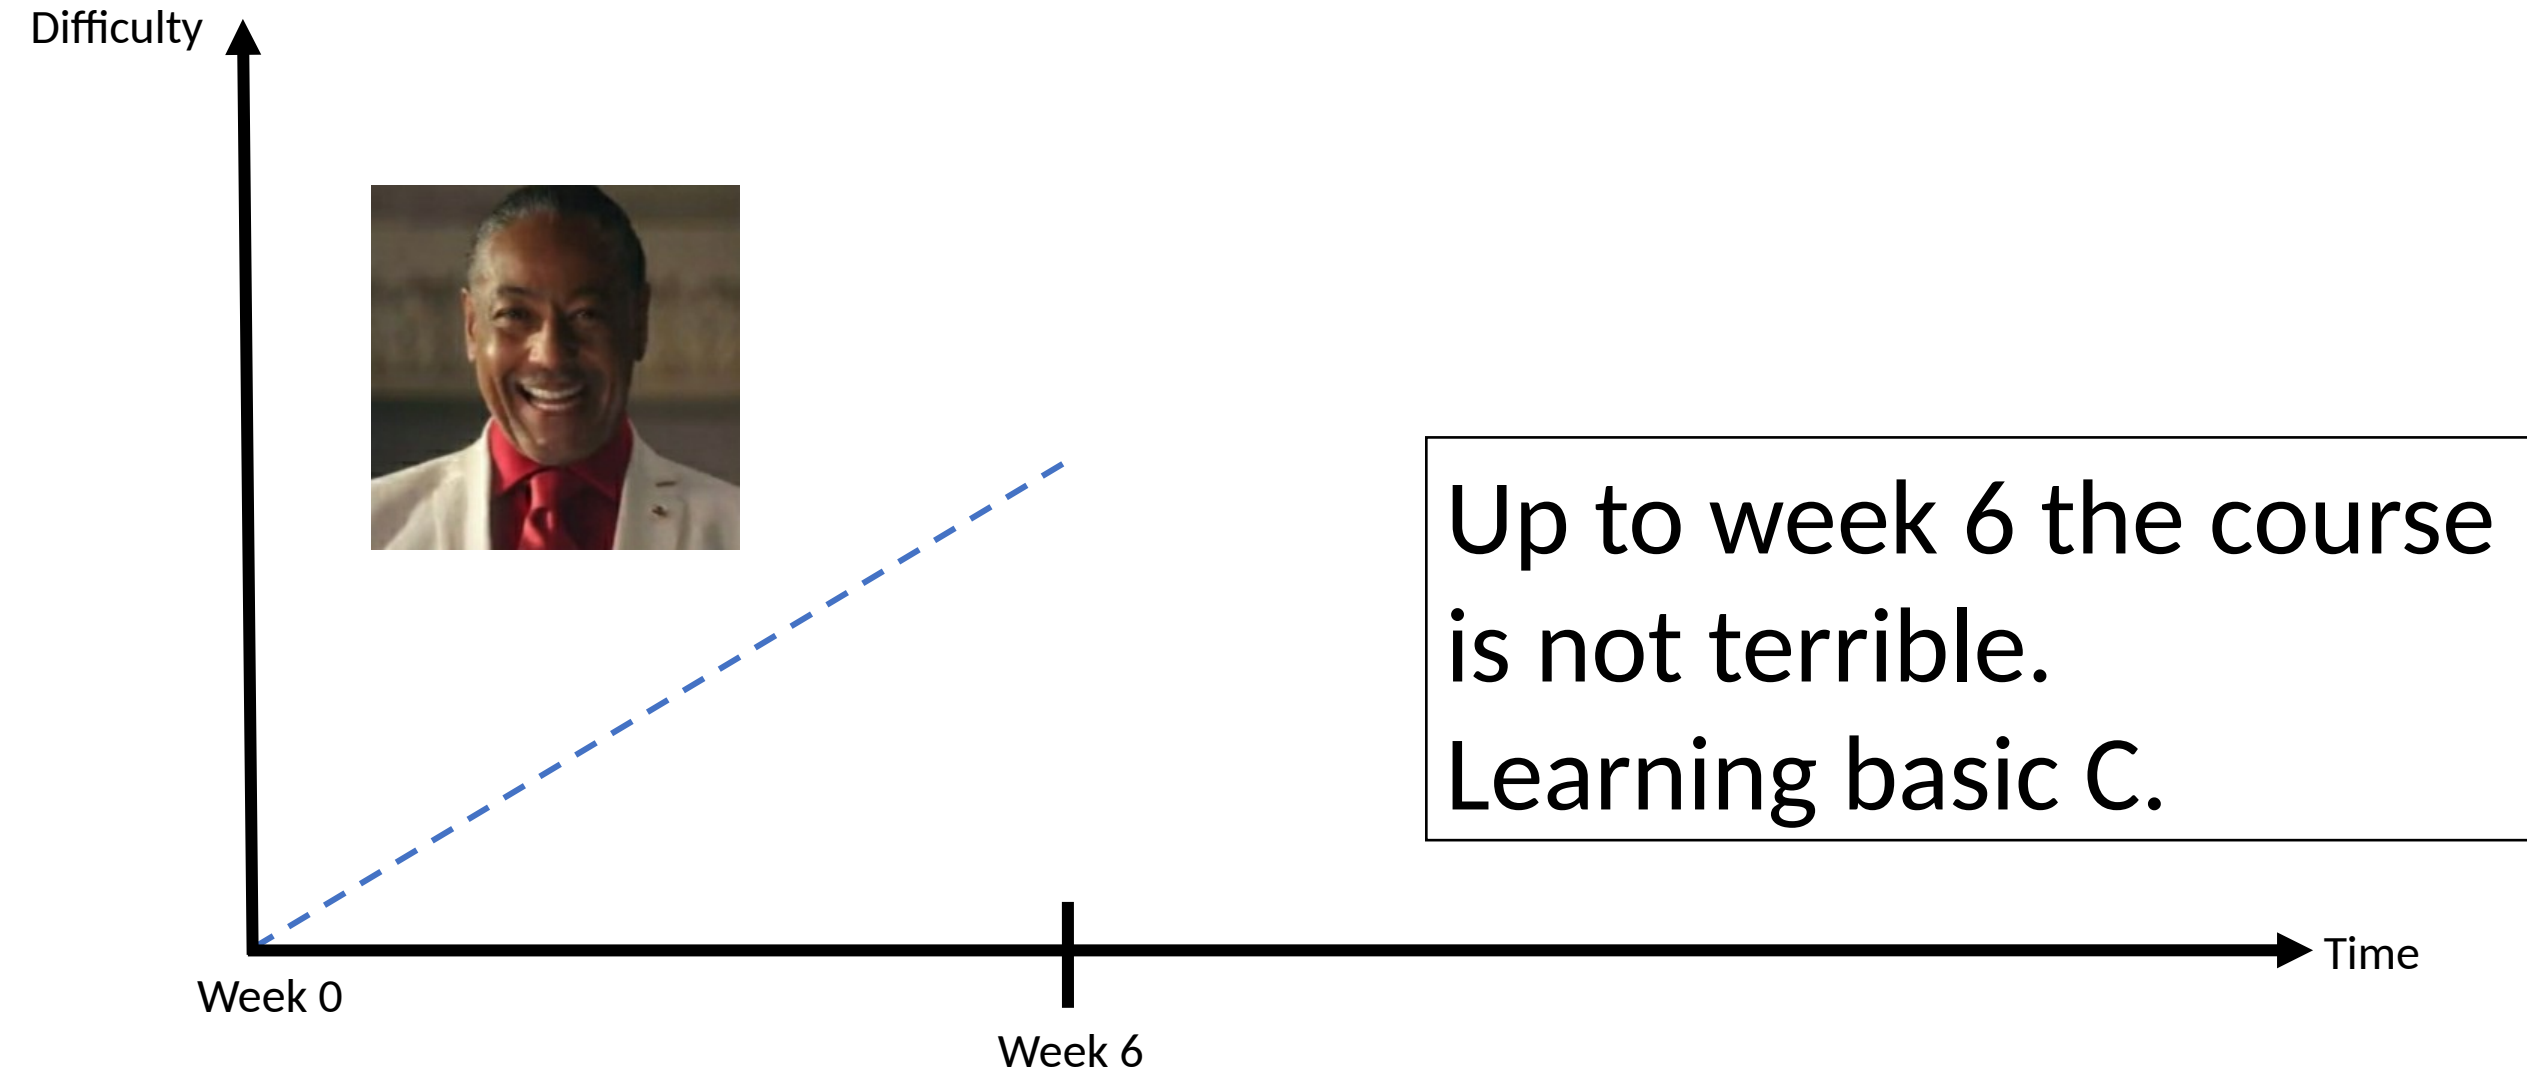 Difficulty
Up to week 6 the course
is not terrible.
Learning basic C.
Time
Week 0
Week 6